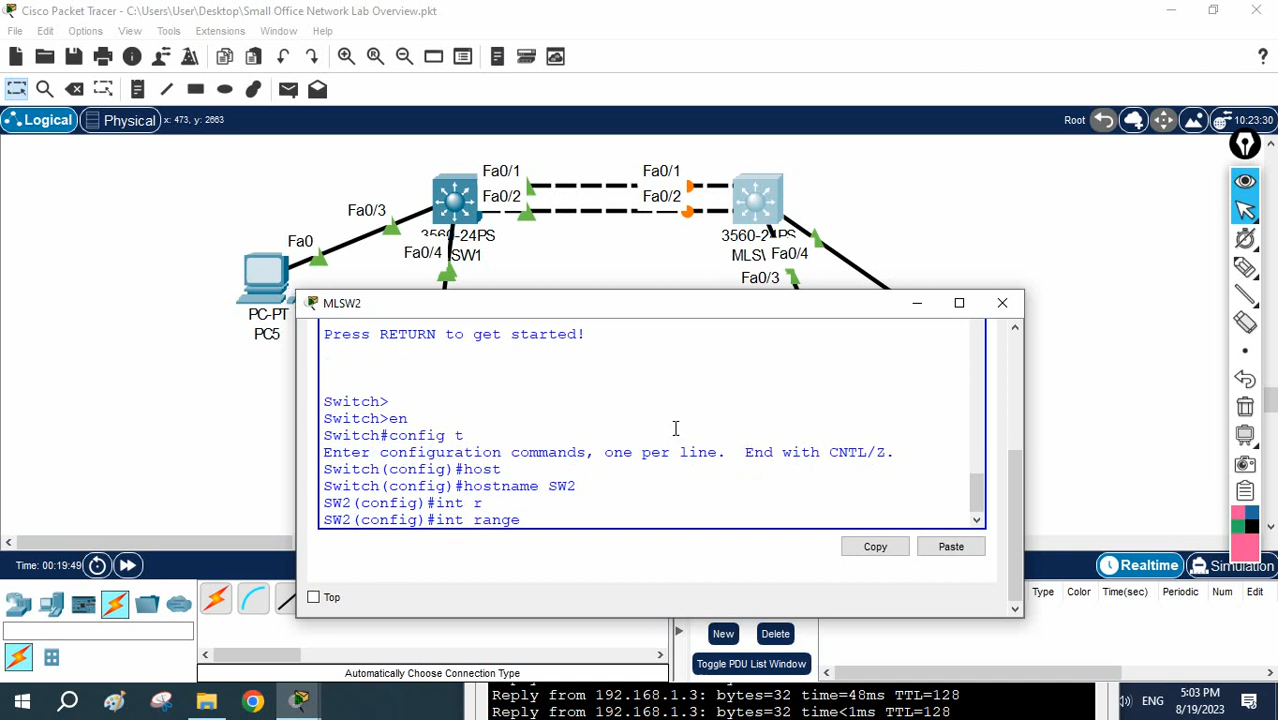 Cisco Packet Tracer - C:\Users\User\Desktop\Small Office Network Lab Overview.pkt
File Edit Options View Tools Extensions Window Help
Logical Physical x: 473, y: 2663 Root 10:23:30
Fa0/1 Fa0/1
Fa0/2 Fa0/2
Fa0/3
3560-24PS 3560-24PS
Fa0 Fa0/4 SW1 MLS Fa0/4
Fa0/3
PC-PT
PC5
MLSW2
Press RETURN to get started!
Switch>
Switch>en
Switch#config t
Enter configuration commands, one per line. End with CNTL/Z.
Switch(config)#host
Switch(config)#hostname SW2
SW2(config)#int r
SW2(config)#int range
Copy Paste
Top
Time: 00:19:49 Realtime Simulation
Type Color Time(sec) Periodic Num Edit
New Delete
Toggle PDU List Window
Automatically Choose Connection Type
Reply from 192.168.1.3: bytes=32 time=48ms TTL=128
Reply from 192.168.1.3: bytes=32 time<1ms TTL=128
ENG
5:03 PM
8/19/2023